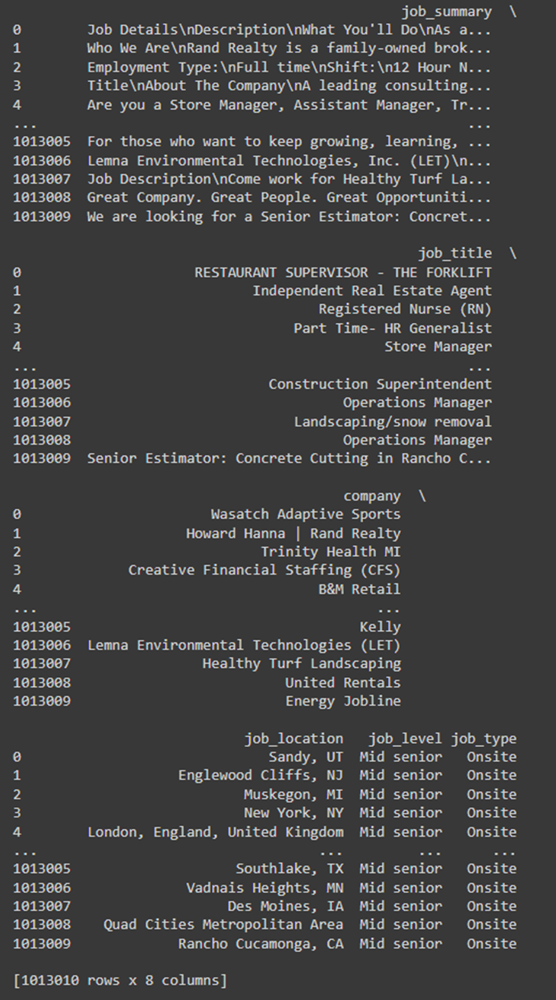 job_summary \
0 Job Details\nDescription\nWhat You'll Do\nAs a...
1 Who We Are\nRand Realty is a family-owned brok...
2 Employment Type:\nFull time\nShift:\n12 Hour N...
3 Title\nAbout The Company\nA leading consulting...
4 Are you a Store Manager, Assistant Manager, Tr...
... ...
1013005 For those who want to keep growing, learning, ...
1013006 Lemna Environmental Technologies, Inc. (LET)\n...
1013007 Job Description\nCome work for Healthy Turf La...
1013008 Great Company. Great People. Great Opportuniti...
1013009 We are looking for a Senior Estimator: Concret...
job_title \
0 RESTAURANT SUPERVISOR - THE FORKLIFT
1 Independent Real Estate Agent
2 Registered Nurse (RN)
3 Part Time- HR Generalist
4 Store Manager
... ...
1013005 Construction Superintendent
1013006 Operations Manager
1013007 Landscaping/snow removal
1013008 Operations Manager
1013009 Senior Estimator: Concrete Cutting in Rancho C...
company \
0 Wasatch Adaptive Sports
1 Howard Hanna | Rand Realty
2 Trinity Health MI
3 Creative Financial Staffing (CFS)
4 B&M Retail
... ...
1013005 Kelly
1013006 Lemna Environmental Technologies (LET)
1013007 Healthy Turf Landscaping
1013008 United Rentals
1013009 Energy Jobline
job_location job_level job_type
0 Sandy, UT Mid senior Onsite
1 Englewood Cliffs, NJ Mid senior Onsite
2 Muskegon, MI Mid senior Onsite
3 New York, NY Mid senior Onsite
4 London, England, United Kingdom Mid senior Onsite
... ... ... ...
1013005 Southlake, TX Mid senior Onsite
1013006 Vadnais Heights, MN Mid senior Onsite
1013007 Des Moines, IA Mid senior Onsite
1013008 Quad Cities Metropolitan Area Mid senior Onsite
1013009 Rancho Cucamonga, CA Mid senior Onsite
[1013010 rows x 8 columns]